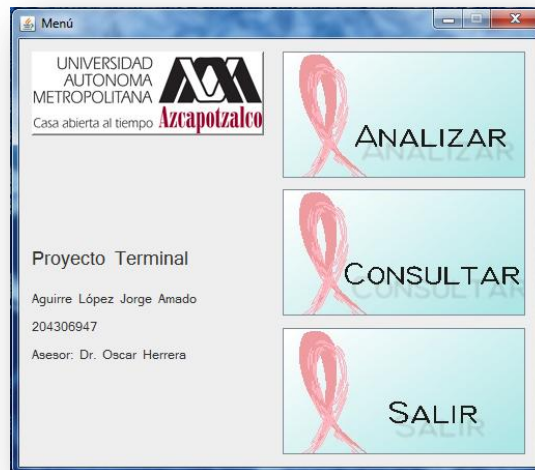 Menú
UNIVERSIDAD
AUTONOMA
METROPOLITANA
Casa abierta al tiempo Azcapotzalco
Proyecto Terminal
Aguirre López Jorge Amado
204306947
Asesor: Dr. Oscar Herrera
ANALIZAR
CONSULTAR
SALIR